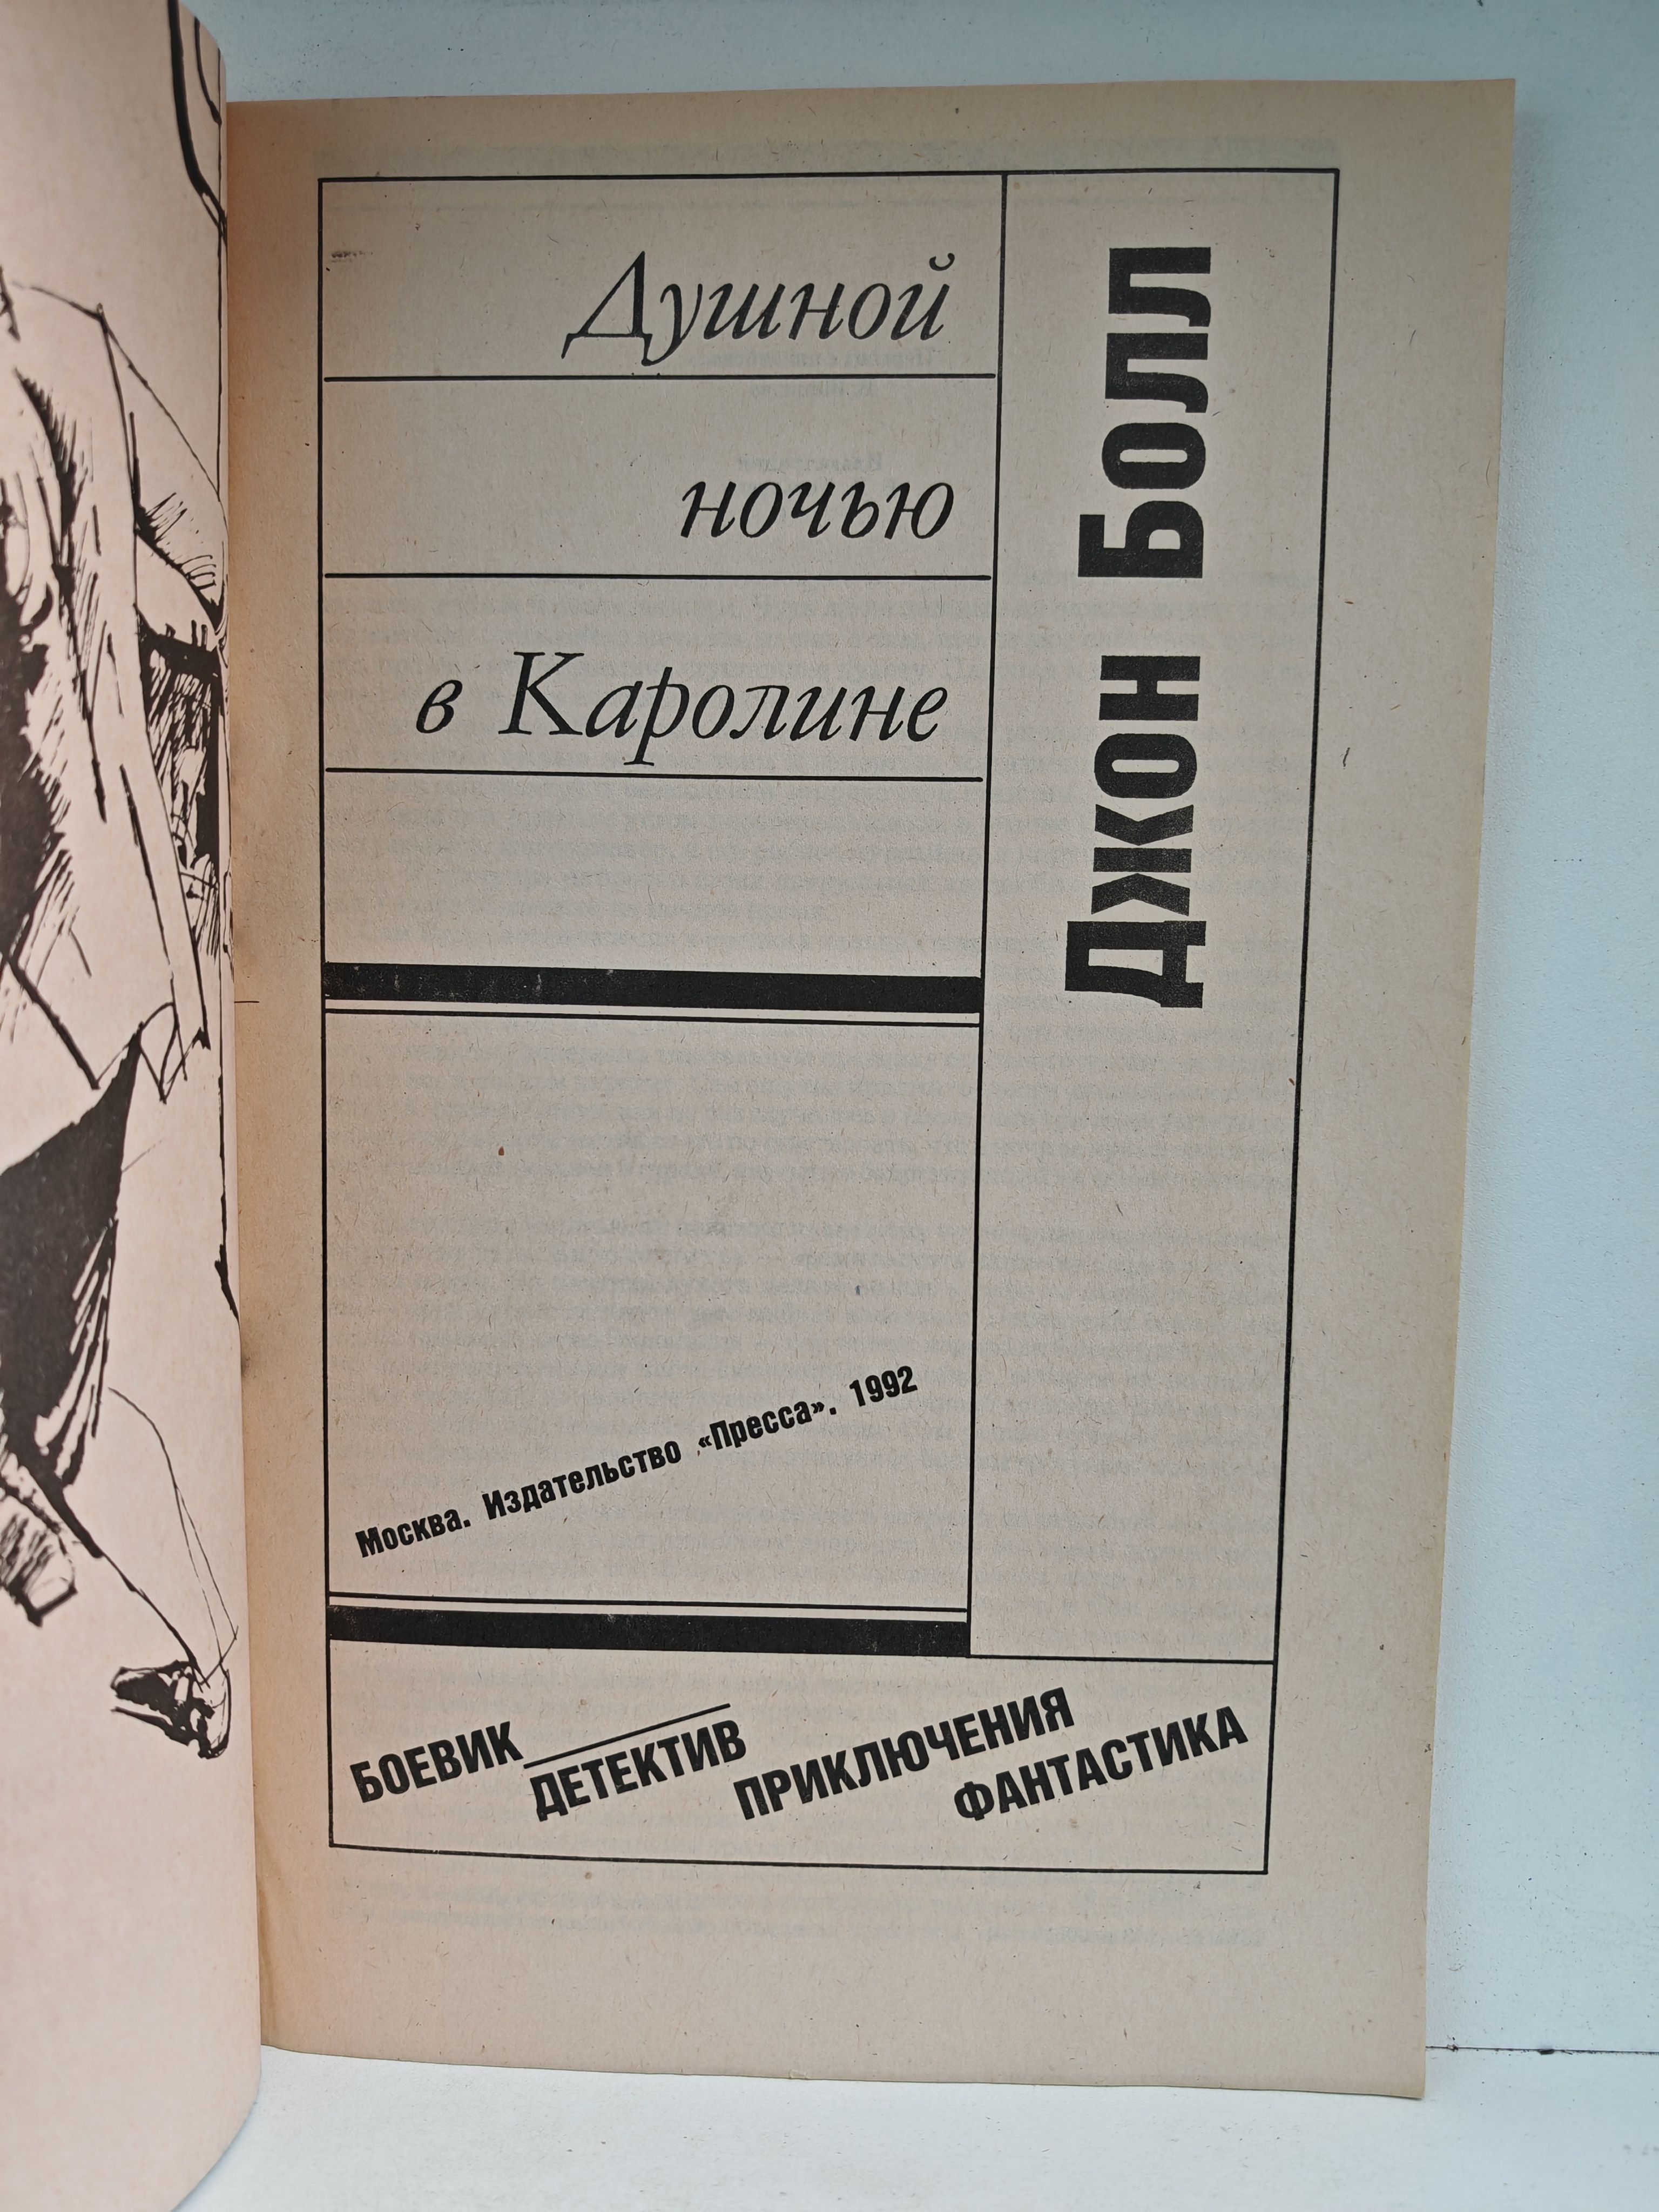 Душной
ночью
в Каролине
ДЖОН БОЛЛ
Москва. Издательство «Пресса». 1992
БОЕВИК
ДЕТЕКТИВ
ПРИКЛЮЧЕНИЯ
ФАНТАСТИКА